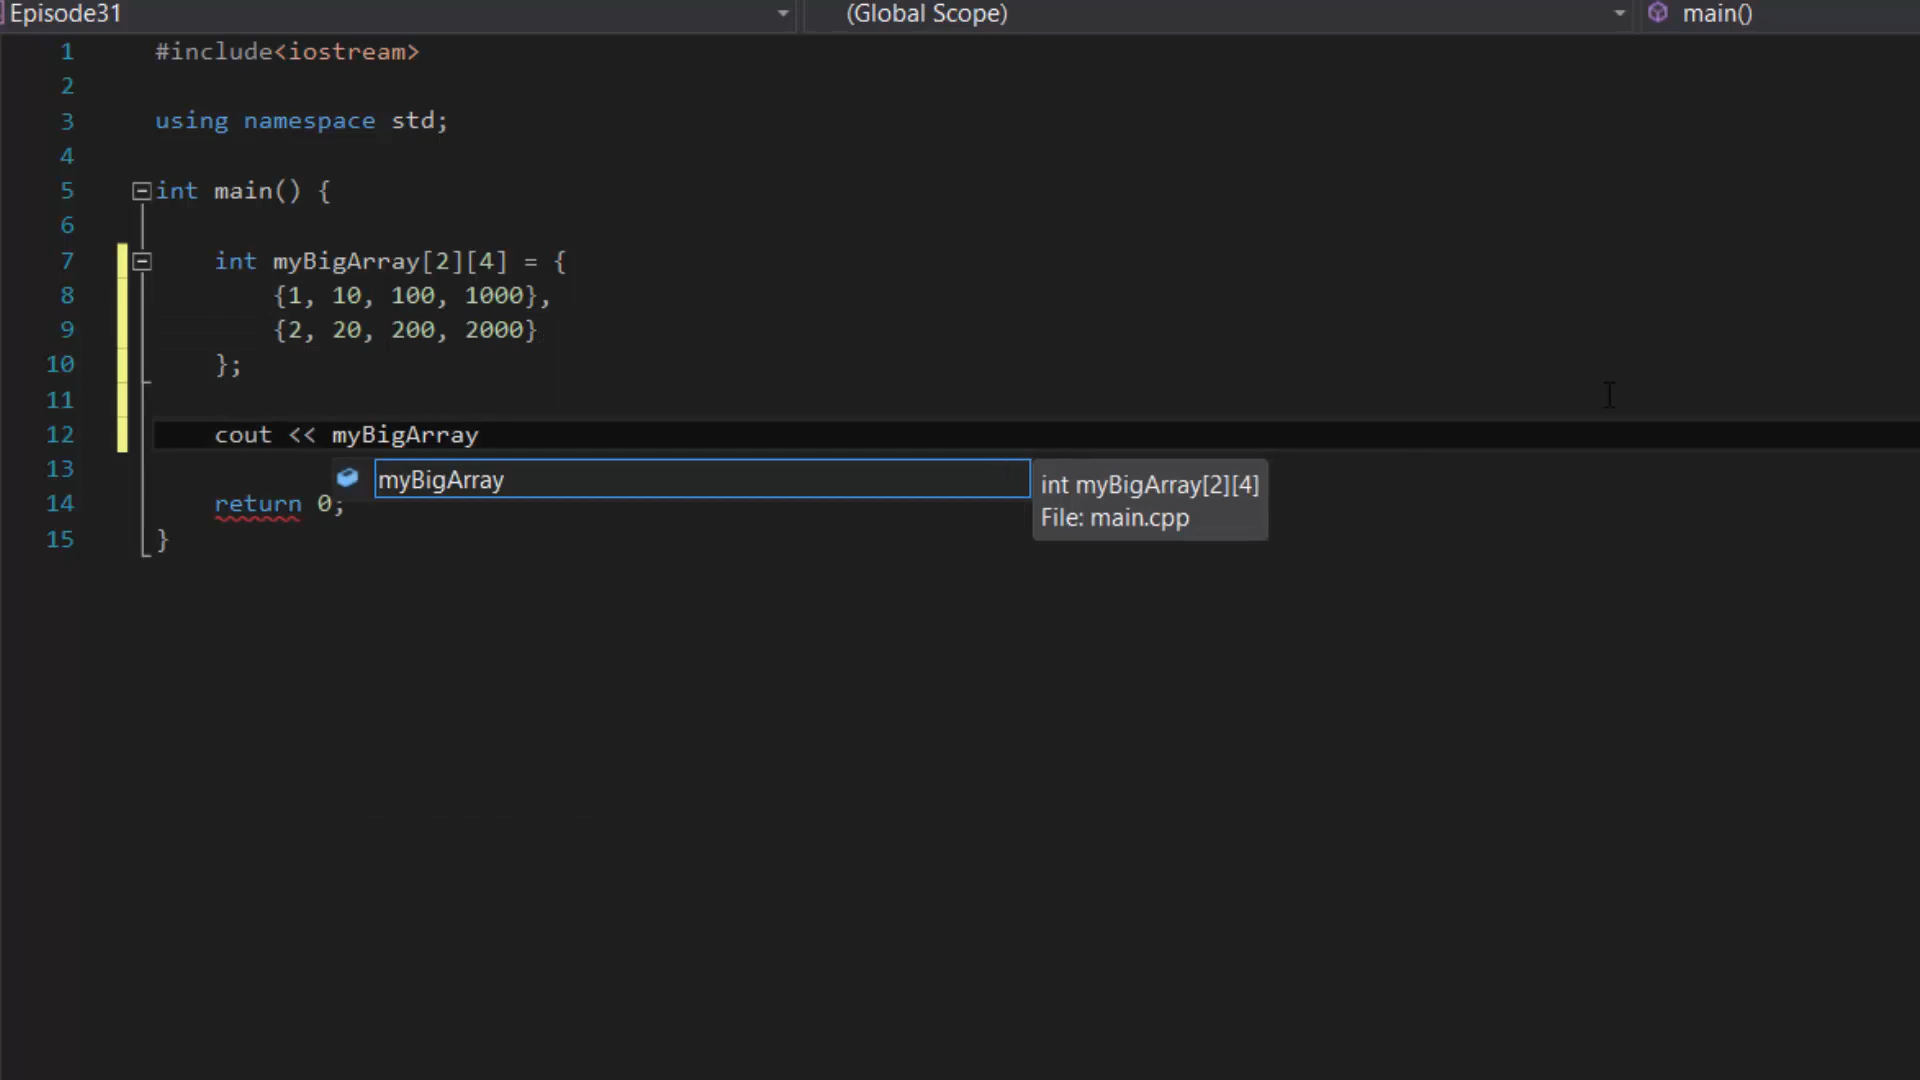 Episode31 (Global Scope) main()
1 #include<iostream>
2
3 using namespace std;
4
5 int main() {
6
7 int myBigArray[2][4] = {
8 {1, 10, 100, 1000},
9 {2, 20, 200, 2000}
10 };
11
12 cout << myBigArray
13
myBigArray
int myBigArray[2][4]
File: main.cpp
14 return 0;
15 }